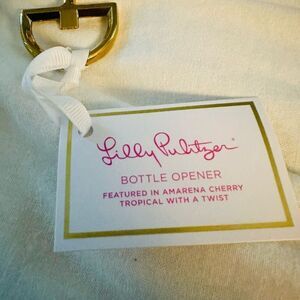 Lilly Pulitzer®
BOTTLE OPENER
FEATURED IN AMARENA CHERRY
TROPICAL WITH A TWIST